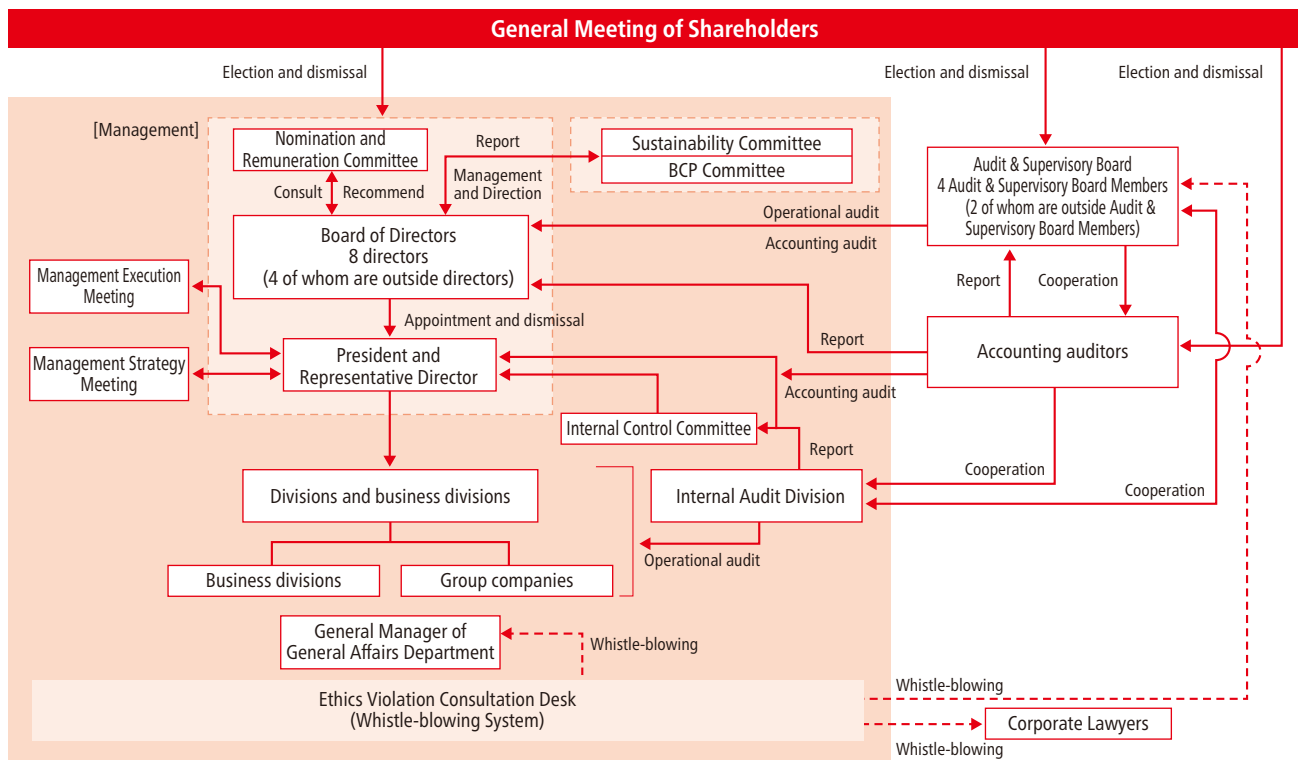 General Meeting of Shareholders
Election and dismissal
Election and dismissal
Election and dismissal
[Management]
Nomination and
Remuneration Committee
Report
Sustainability Committee
BCP Committee
Consult
Recommend
Management
and Direction
Audit & Supervisory Board
4 Audit & Supervisory Board Members
(2 of whom are outside Audit &
Supervisory Board Members)
Operational audit
Accounting audit
Board of Directors
8 directors
(4 of whom are outside directors)
Management Execution
Meeting
Report
Cooperation
Appointment and dismissal
President and
Representative Director
Management Strategy
Meeting
Report
Accounting auditors
Accounting audit
Internal Control Committee
Report
Cooperation
Cooperation
Divisions and business divisions
Internal Audit Division
Operational audit
Business divisions
Group companies
General Manager of
General Affairs Department
Whistle-blowing
Ethics Violation Consultation Desk
(Whistle-blowing System)
Whistle-blowing
Corporate Lawyers
Whistle-blowing